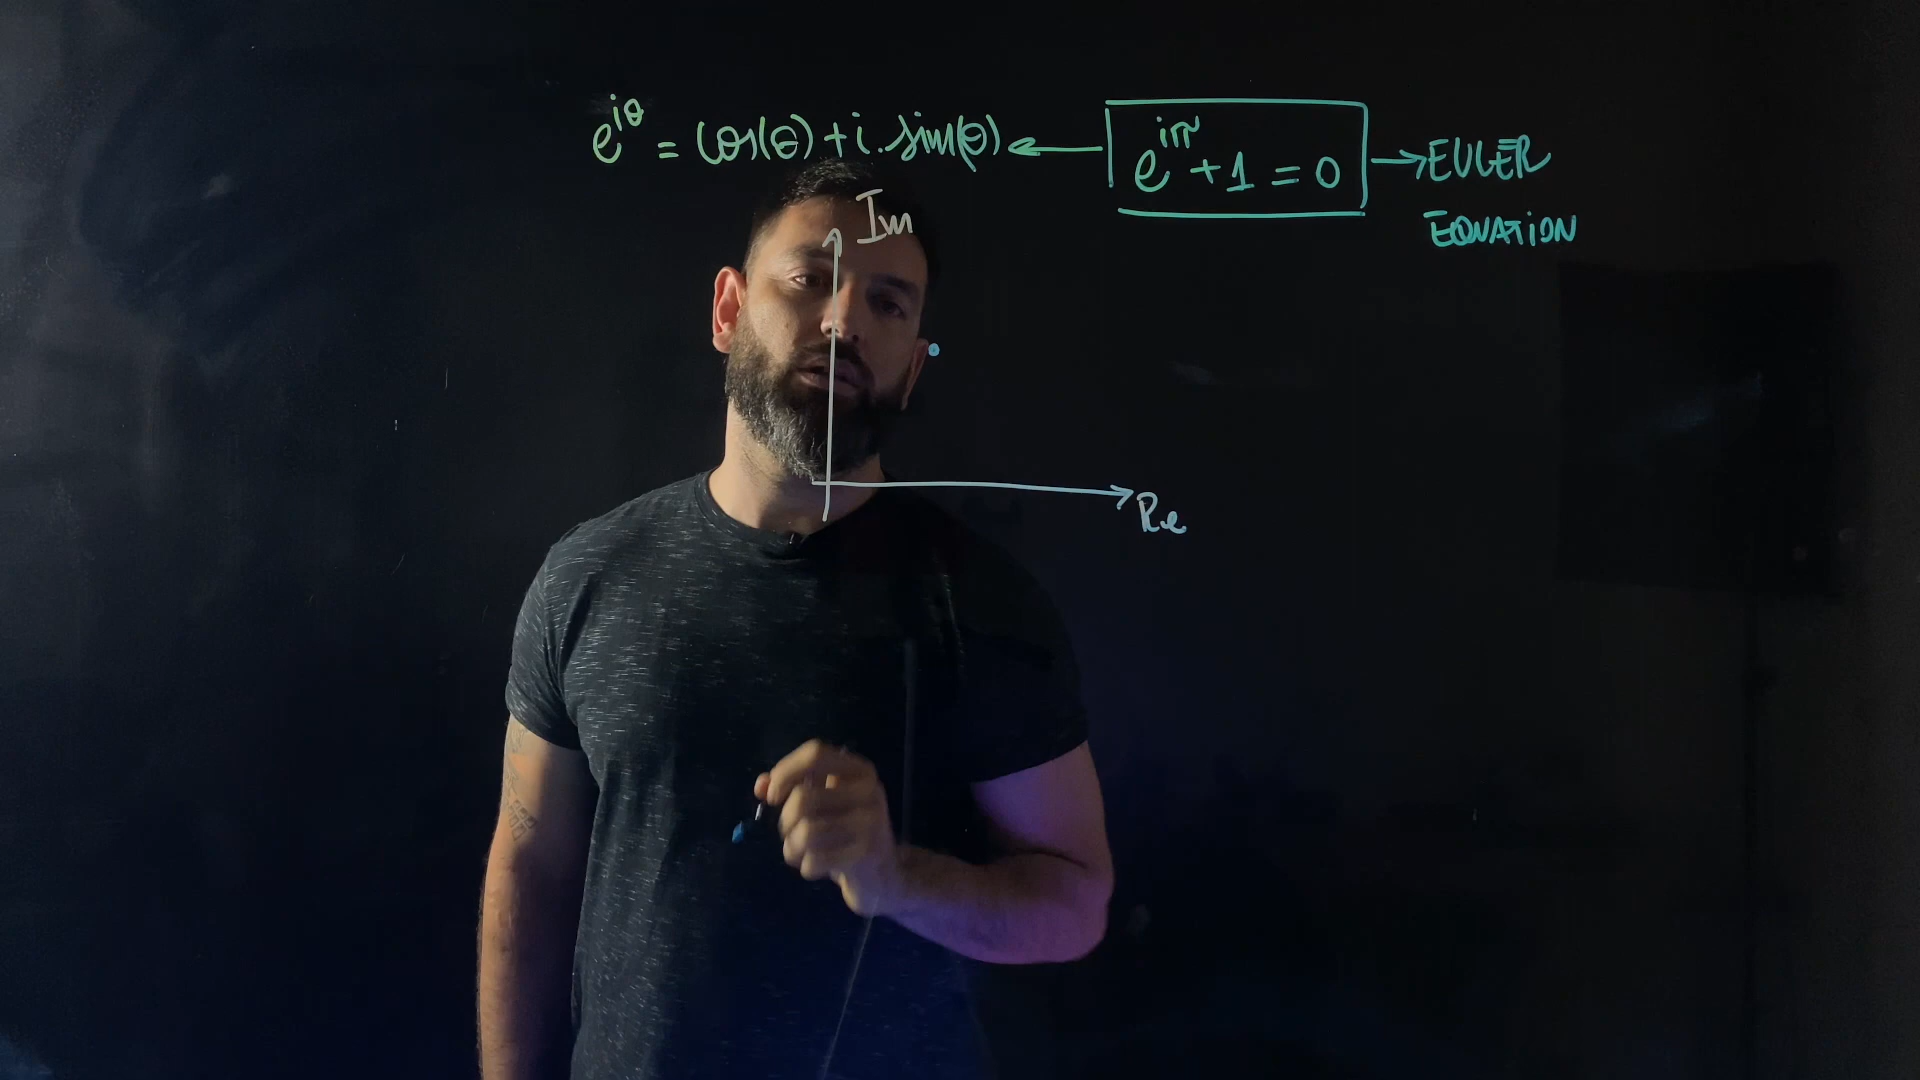 e^{iθ} = cos(θ) + i . sin(θ) ← e^{iπ} + 1 = 0 → EULER
EQUATION
Im
Re